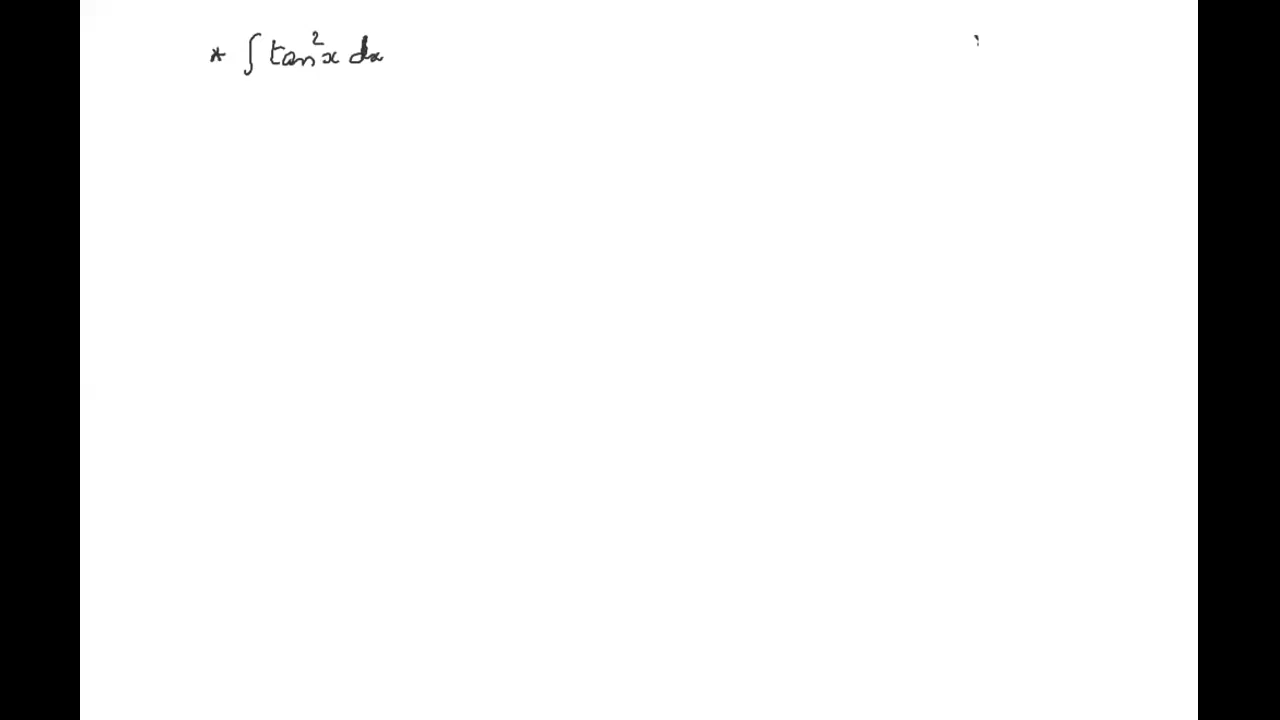 * ∫ tan²x dx